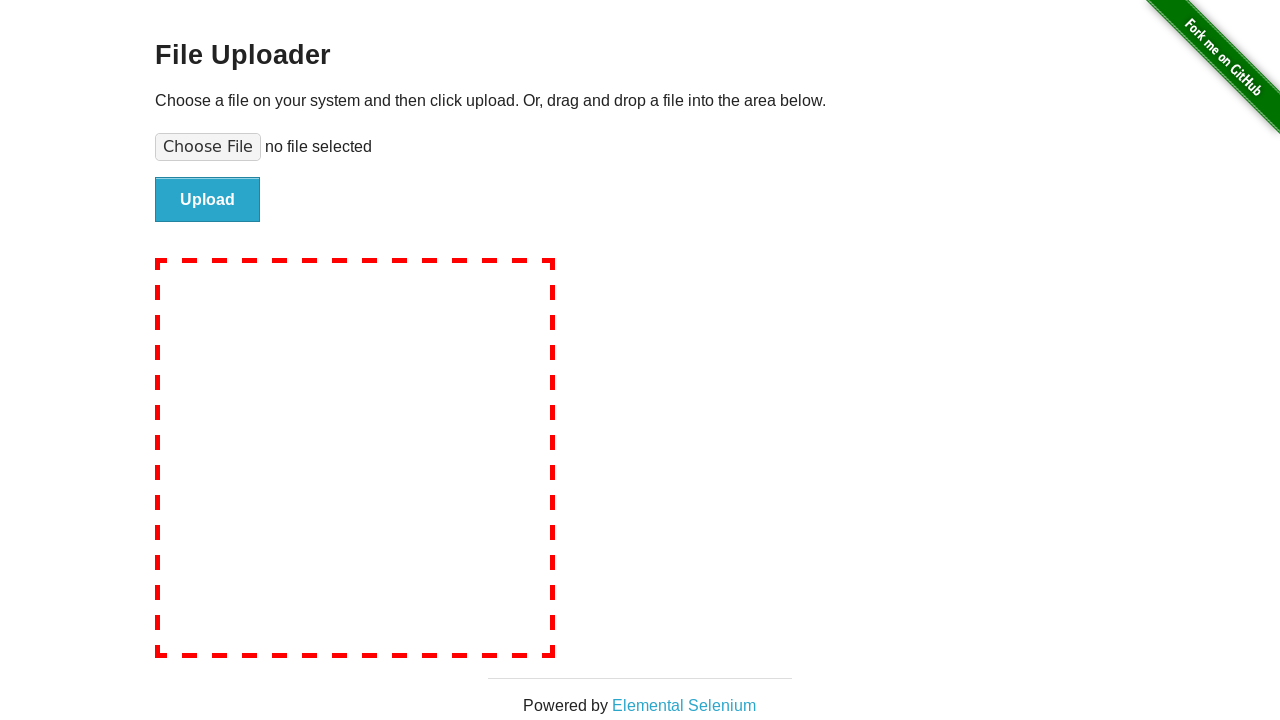 Fork me on GitHub
File Uploader
Choose a file on your system and then click upload. Or, drag and drop a file into the area below.
Choose File no file selected
Upload
Powered by Elemental Selenium